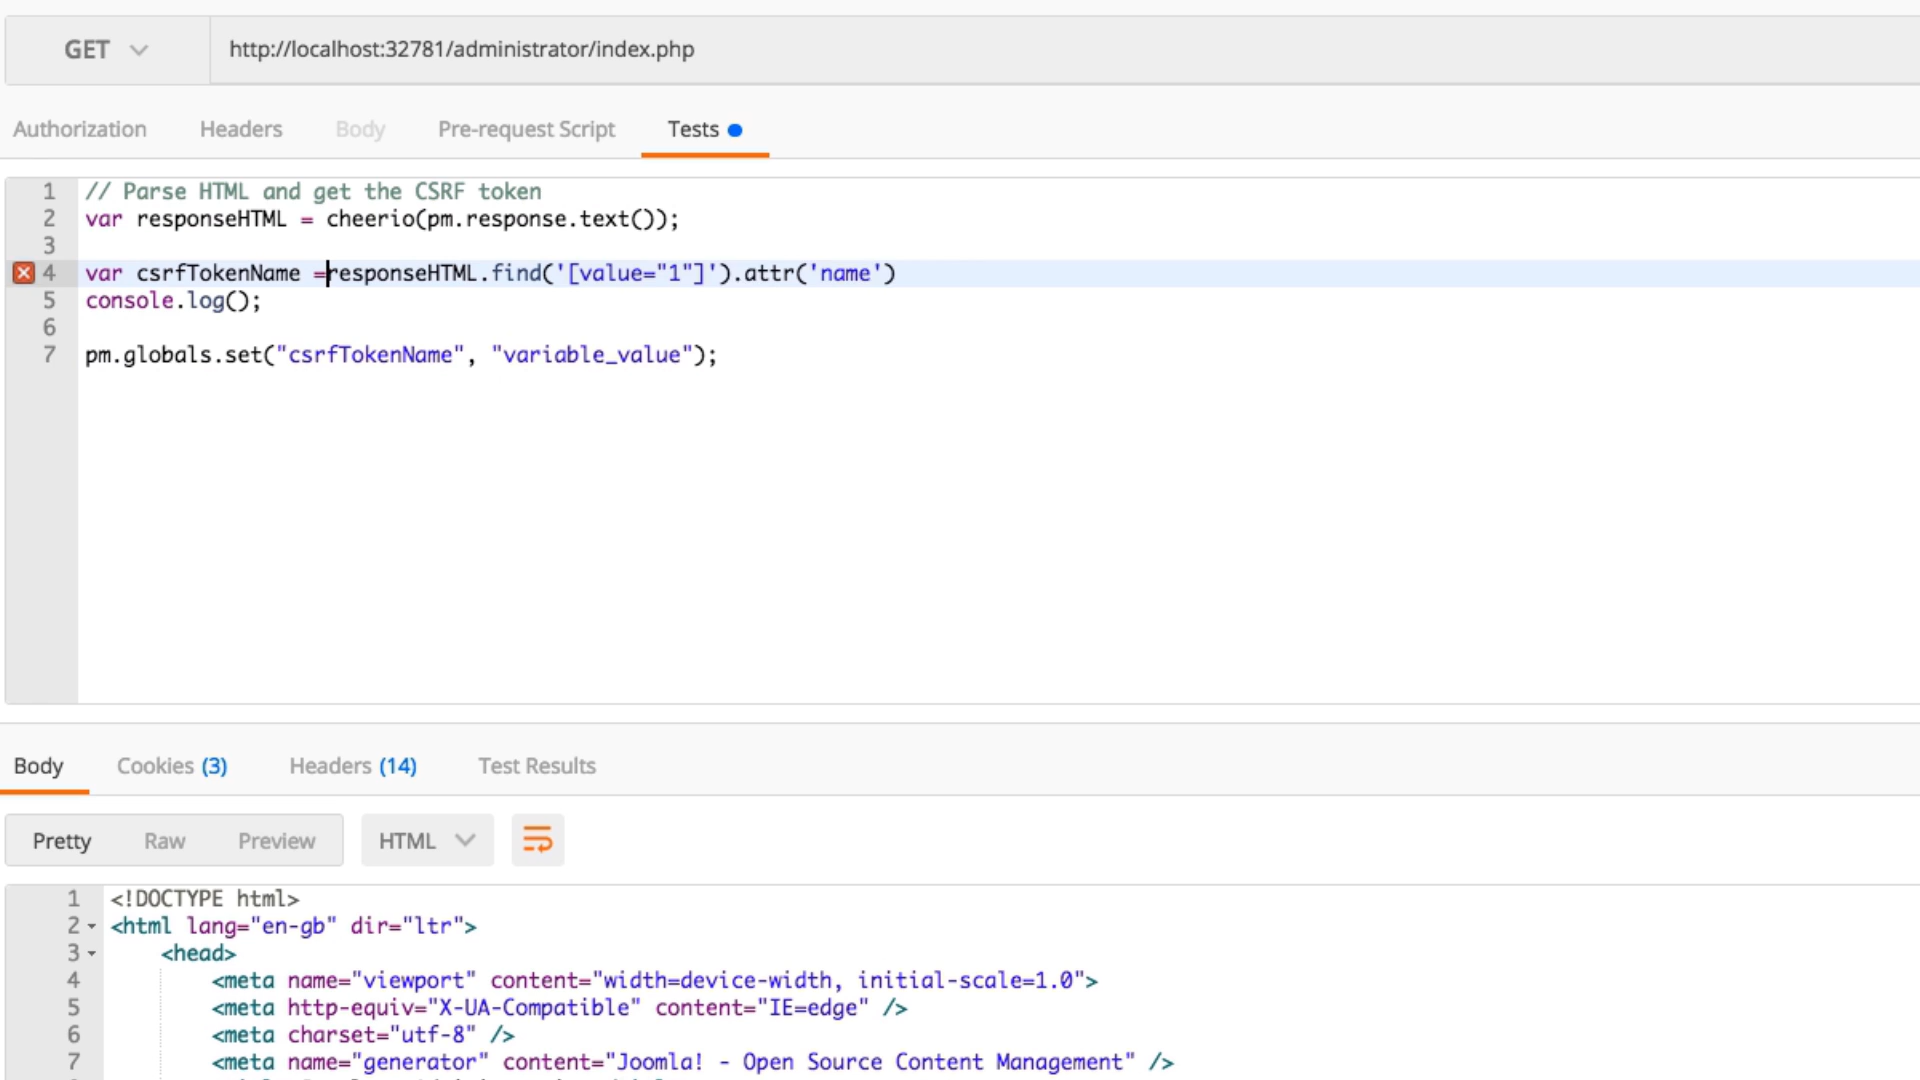 GET
http://localhost:32781/administrator/index.php
Authorization Headers Body Pre-request Script Tests
1 // Parse HTML and get the CSRF token
2 var responseHTML = cheerio(pm.response.text());
3
4 var csrfTokenName =responseHTML.find('[value="1"]').attr('name')
5 console.log();
6
7 pm.globals.set("csrfTokenName", "variable_value");
Body Cookies (3) Headers (14) Test Results
Pretty Raw Preview HTML
1 <!DOCTYPE html>
2 <html lang="en-gb" dir="ltr">
3 <head>
4 <meta name="viewport" content="width=device-width, initial-scale=1.0">
5 <meta http-equiv="X-UA-Compatible" content="IE=edge" />
6 <meta charset="utf-8" />
7 <meta name="generator" content="Joomla! - Open Source Content Management" />